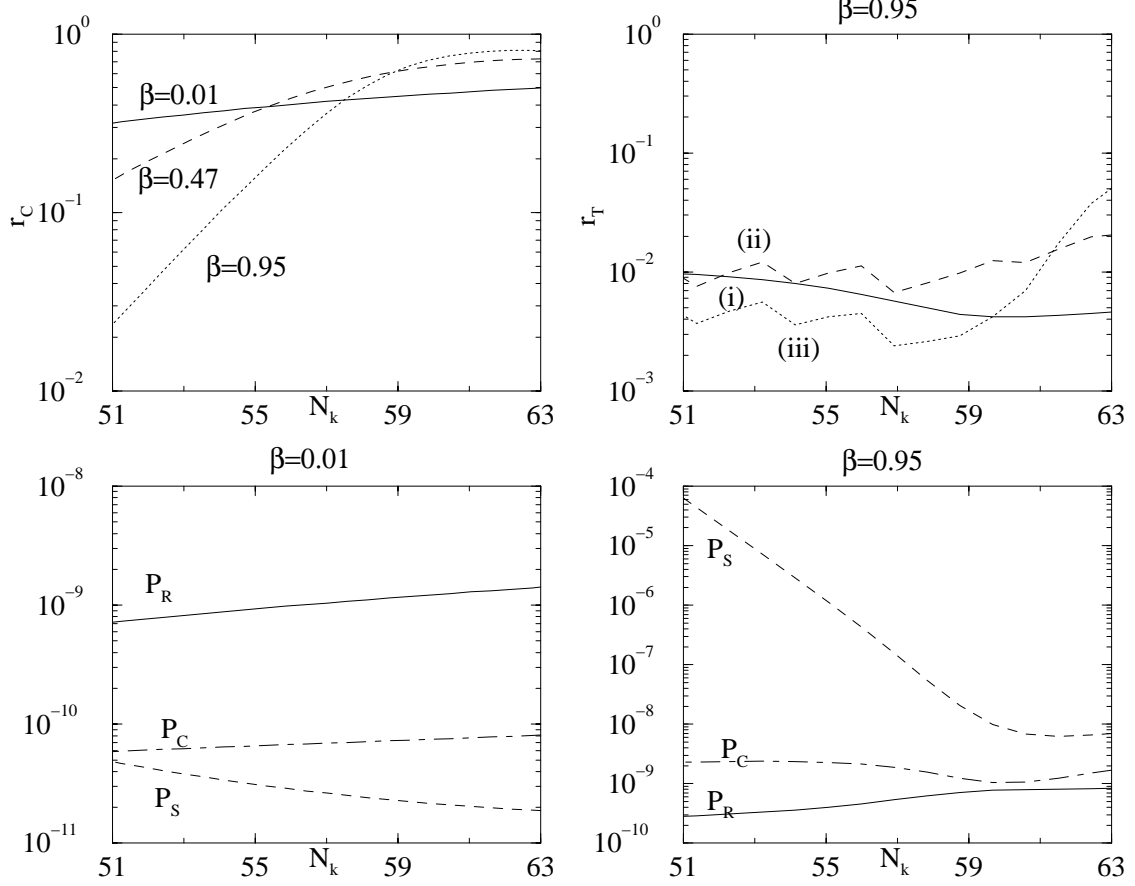 β=0.95
10^0
β=0.01
β=0.47
10^-1
r_C
β=0.95
10^-2
51 55 N_k 59 63
10^0
10^-1
r_T
(ii)
10^-2
(i)
(iii)
10^-3
51 55 N_k 59 63
β=0.01
10^-8
P_R
10^-9
10^-10
P_C
P_S
10^-11
51 55 N_k 59 63
β=0.95
10^-4
P_S
10^-5
10^-6
10^-7
10^-8
P_C
10^-9
P_R
10^-10
51 55 N_k 59 63